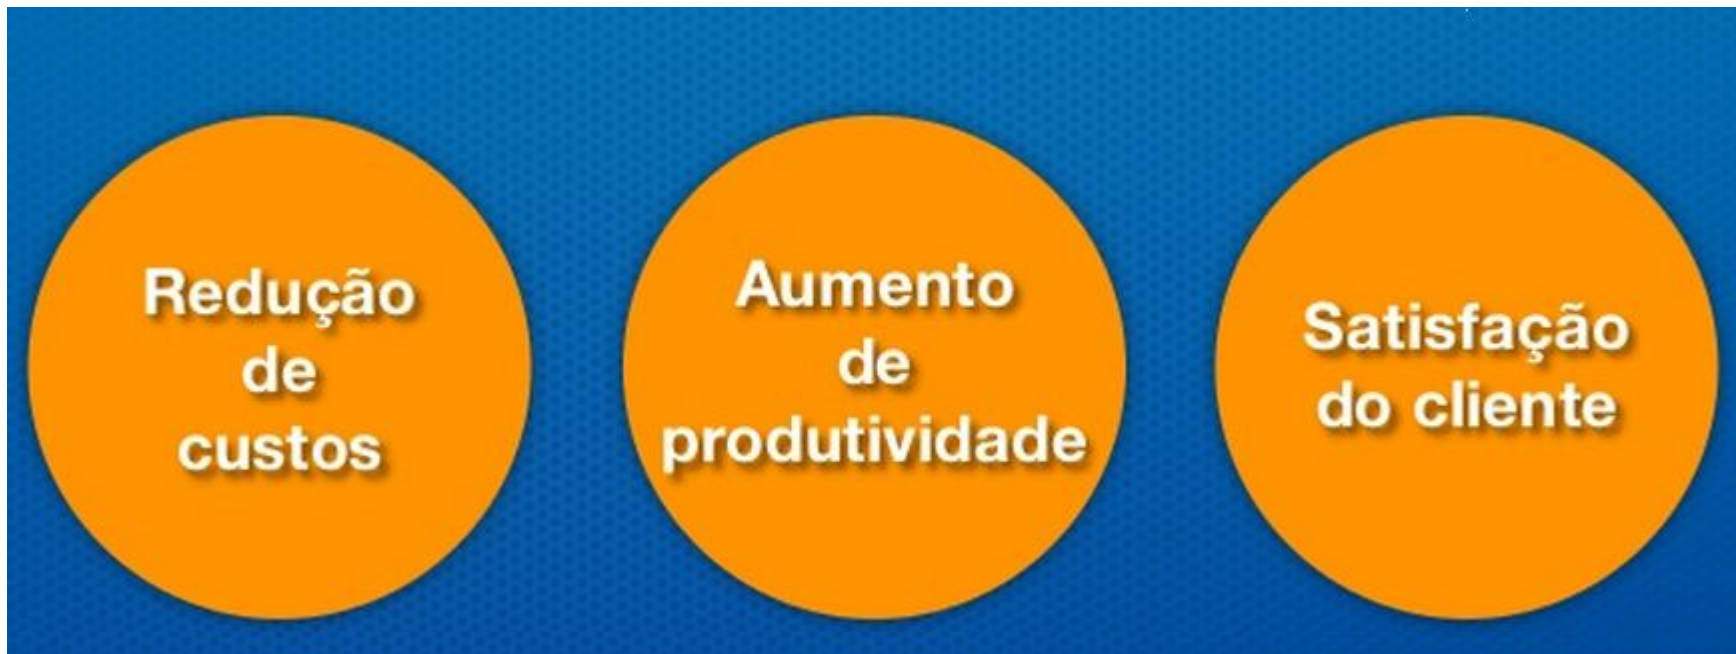 Redução
de
custos
Aumento
de
produtividade
Satisfação
do cliente